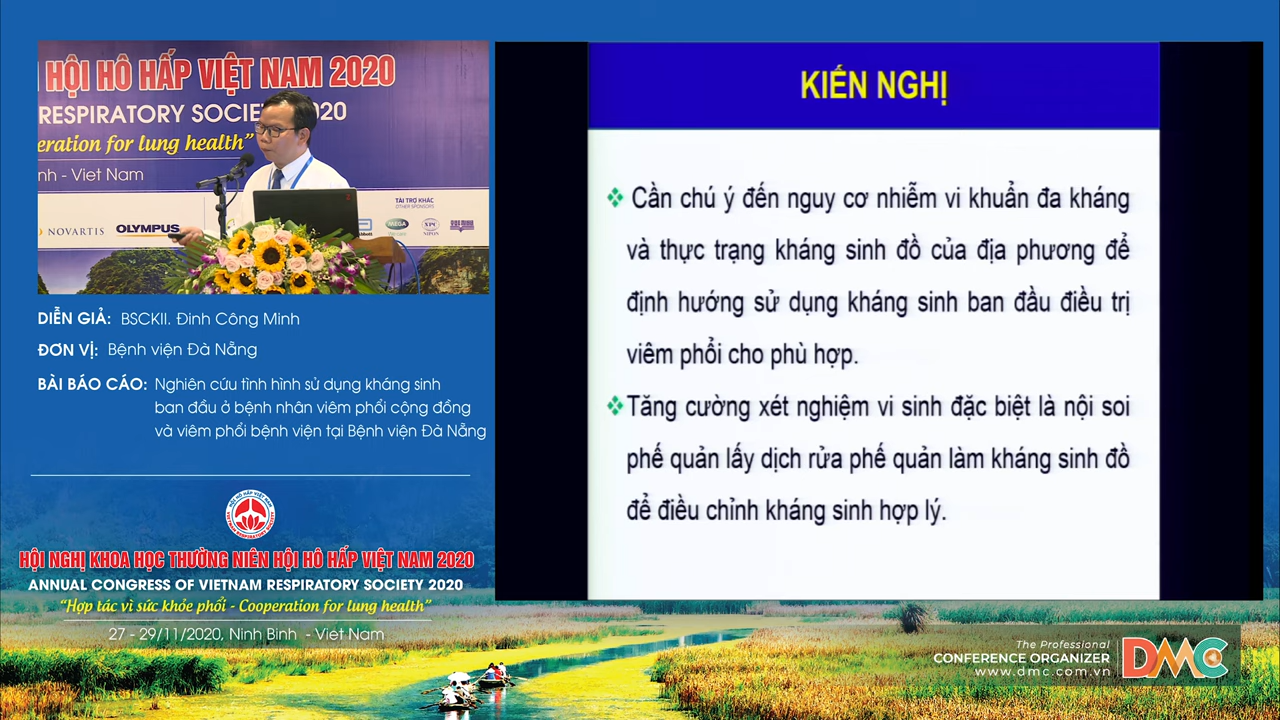 HỘI HÔ HẤP VIỆT NAM 2020
RESPIRATORY SOCIETY 2020
eration for lung health"
nh - Viet Nam
TÀI TRỢ KHÁC
OTHER SPONSORS
NOVARTIS
OLYMPUS
Abbott
MEGA
NIPON
DIỄN GIẢ: BSCKII. Đinh Công Minh
ĐƠN VỊ: Bệnh viện Đà Nẵng
BÀI BÁO CÁO: Nghiên cứu tình hình sử dụng kháng sinh
ban đầu ở bệnh nhân viêm phổi cộng đồng
và viêm phổi bệnh viện tại Bệnh viện Đà Nẵng
HỘI NGHỊ KHOA HỌC THƯỜNG NIÊN HỘI HÔ HẤP VIỆT NAM 2020
ANNUAL CONGRESS OF VIETNAM RESPIRATORY SOCIETY 2020
"Hợp tác vì sức khỏe phổi - Cooperation for lung health"
27 - 29/11/2020, Ninh Bình - Việt Nam
KIẾN NGHỊ
Cần chú ý đến nguy cơ nhiễm vi khuẩn đa kháng
và thực trạng kháng sinh đồ của địa phương để
định hướng sử dụng kháng sinh ban đầu điều trị
viêm phổi cho phù hợp.
Tăng cường xét nghiệm vi sinh đặc biệt là nội soi
phế quản lấy dịch rửa phế quản làm kháng sinh đồ
để điều chỉnh kháng sinh hợp lý.
The Professional
CONFERENCE ORGANIZER
www.dmc.com.vn
DMC